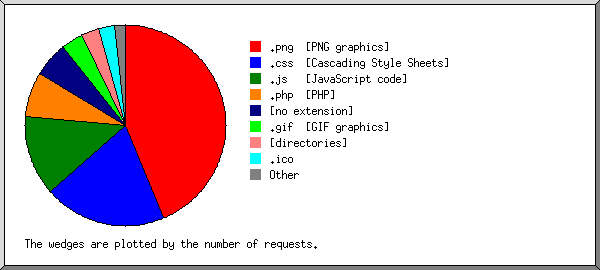 .png [PNG graphics]
.css [Cascading Style Sheets]
.js [JavaScript code]
.php [PHP]
[no extension]
.gif [GIF graphics]
[directories]
.ico
Other
The wedges are plotted by the number of requests.